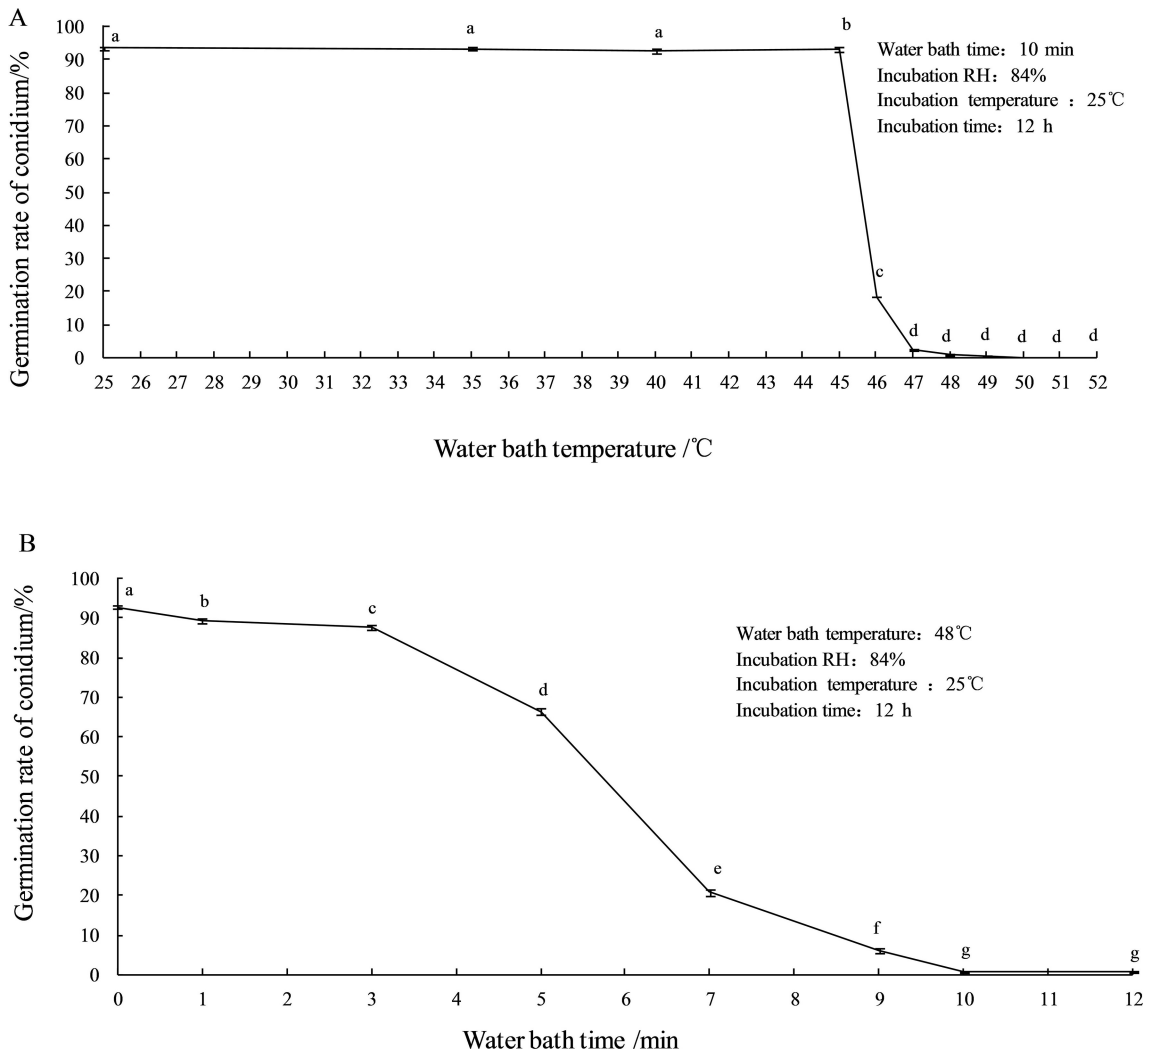 A
Germination rate of conidium/%
100
90
80
70
60
50
40
30
20
10
0
a a a b c d d d d d d
Water bath time：10 min
Incubation RH：84%
Incubation temperature ：25℃
Incubation time：12 h
25 26 27 28 29 30 31 32 33 34 35 36 37 38 39 40 41 42 43 44 45 46 47 48 49 50 51 52
Water bath temperature /℃
B
Germination rate of conidium/%
100
90
80
70
60
50
40
30
20
10
0
a b c d e f g g
Water bath temperature：48℃
Incubation RH：84%
Incubation temperature ：25℃
Incubation time：12 h
0 1 2 3 4 5 6 7 8 9 10 11 12
Water bath time /min